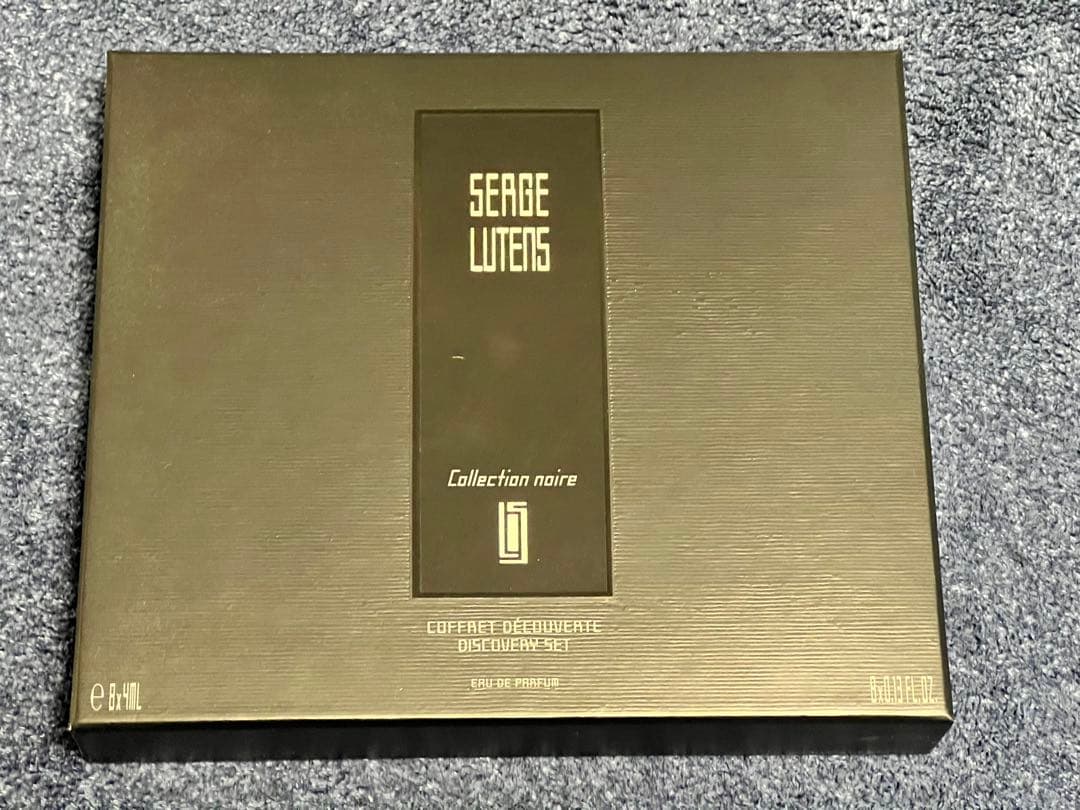 SERGE
LUTENS
Collection noire
COFFRET DÉCOUVERTE
DISCOVERY SET
EAU DE PARFUM
e 8x4ML
8x0.13 FL.OZ.